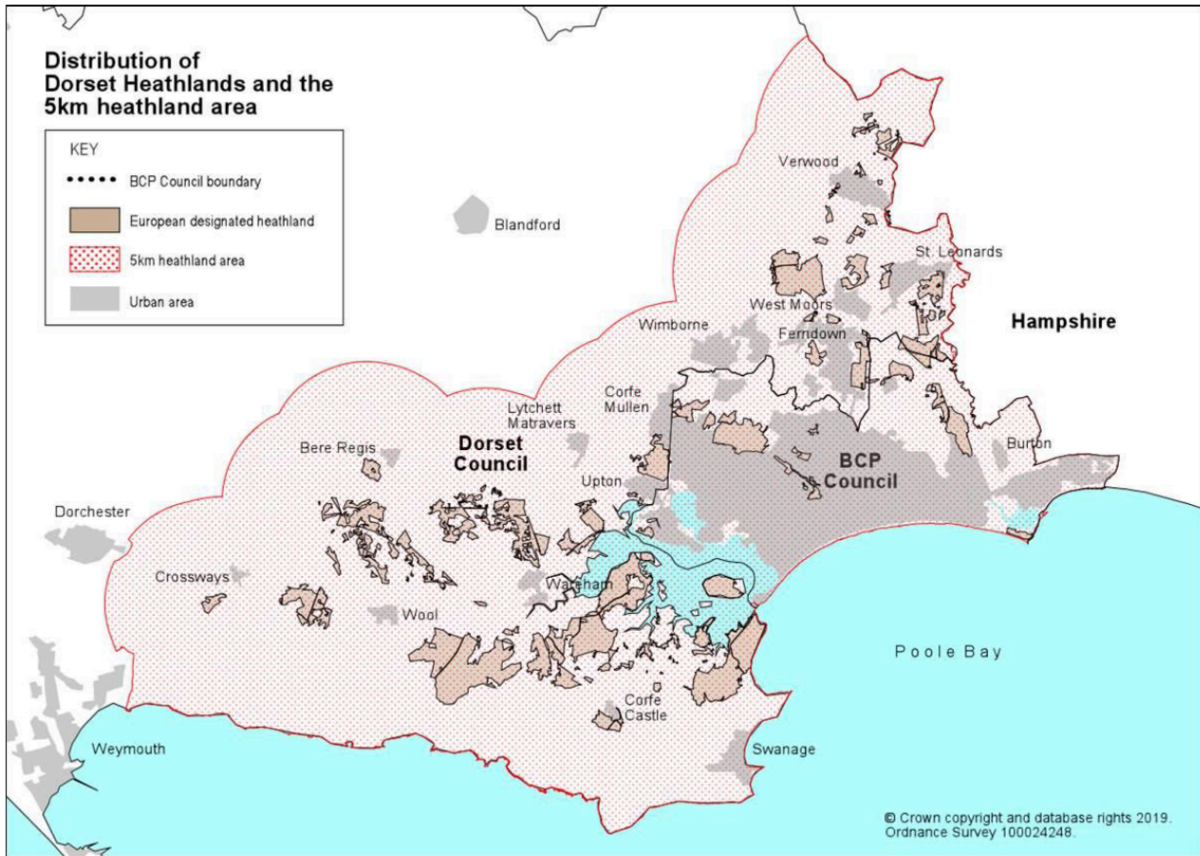 Distribution of
Dorset Heathlands and the
5km heathland area
KEY
BCP Council boundary
European designated heathland
5km heathland area
Urban area
Verwood
Blandford
St. Leonards
West Moors
Hampshire
Wimborne
Ferndown
Corfe
Mullen
Lytchett
Matravers
Bere Regis
Dorset
Council
Burton
BCP
Council
Upton
Dorchester
Crossways
Wareham
Wool
Poole Bay
Corfe
Castle
Weymouth
Swanage
© Crown copyright and database rights 2019.
Ordnance Survey 100024248.